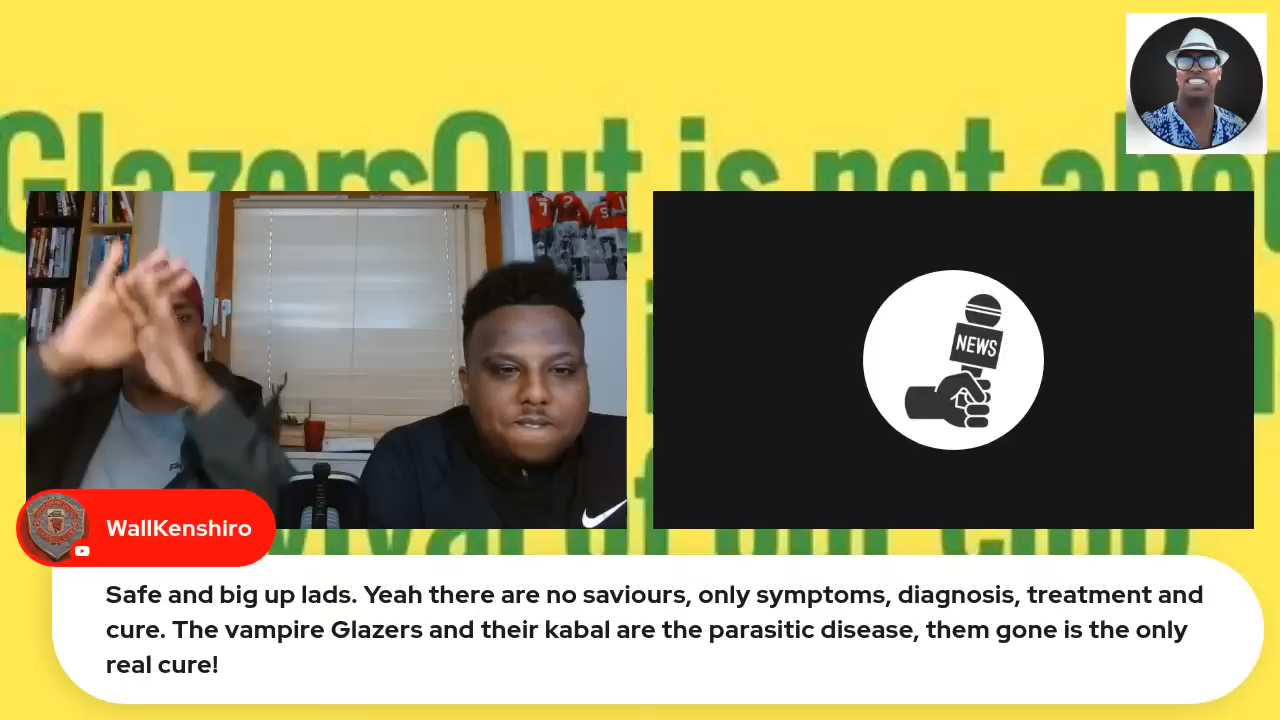 GlazersOut is not abou
NEWS
WallKenshiro
Safe and big up lads. Yeah there are no saviours, only symptoms, diagnosis, treatment and
cure. The vampire Glazers and their kabal are the parasitic disease, them gone is the only
real cure!